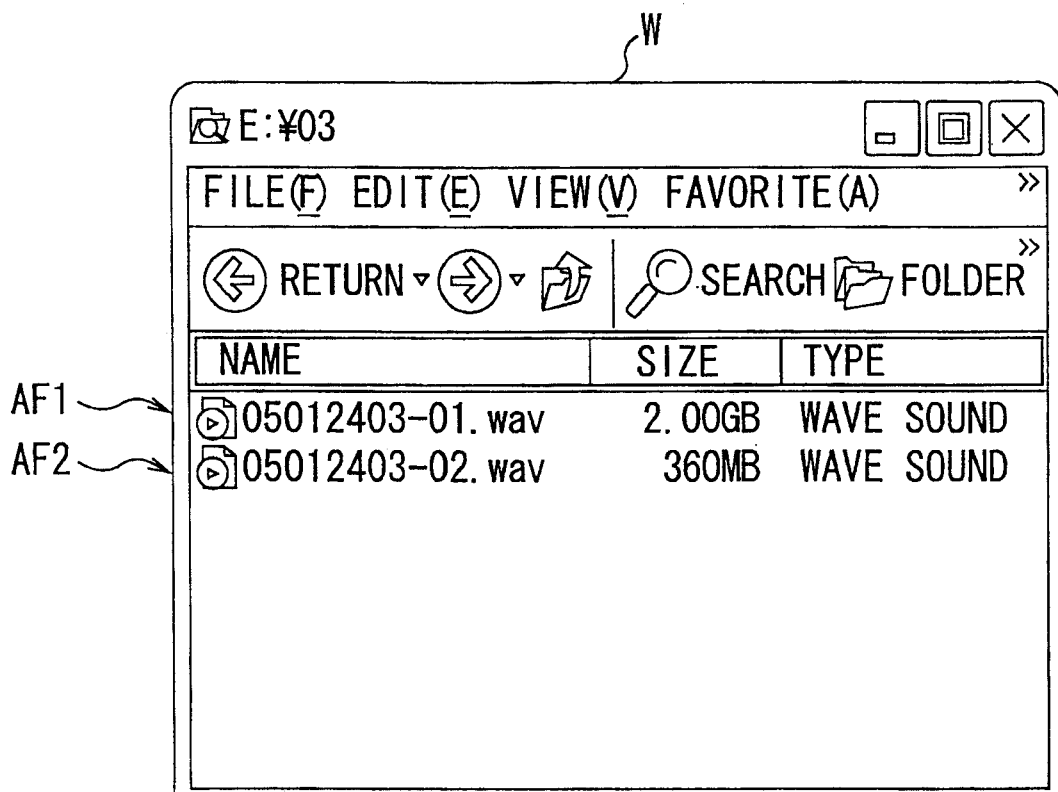 W
E:¥03
FILE(F) EDIT(E) VIEW(V) FAVORITE(A) »
RETURN SEARCH FOLDER »
NAME SIZE TYPE
AF1 05012403-01.wav 2.00GB WAVE SOUND
AF2 05012403-02.wav 360MB WAVE SOUND